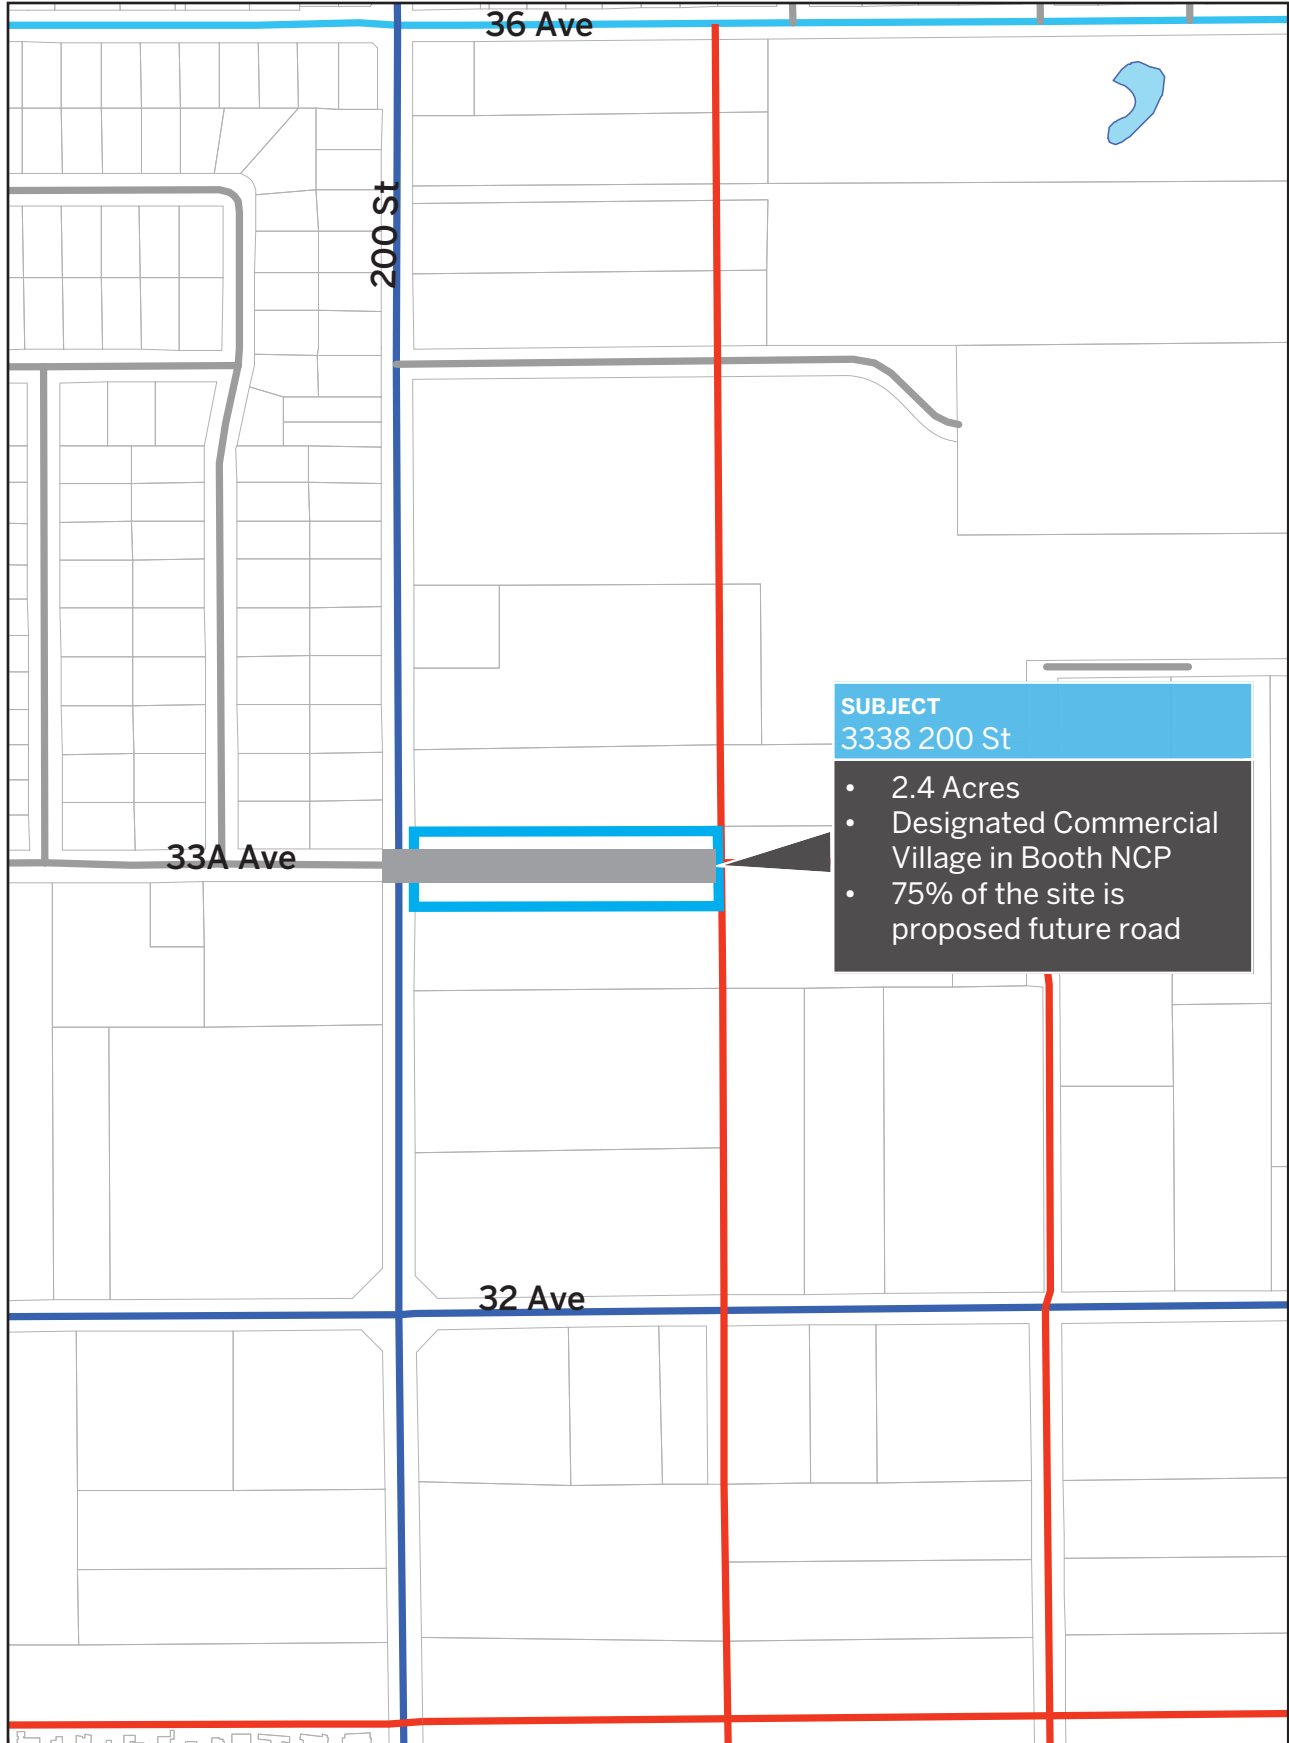 36 Ave
200 St
SUBJECT
3338 200 St
• 2.4 Acres
• Designated Commercial
Village in Booth NCP
• 75% of the site is
proposed future road
33A Ave
32 Ave